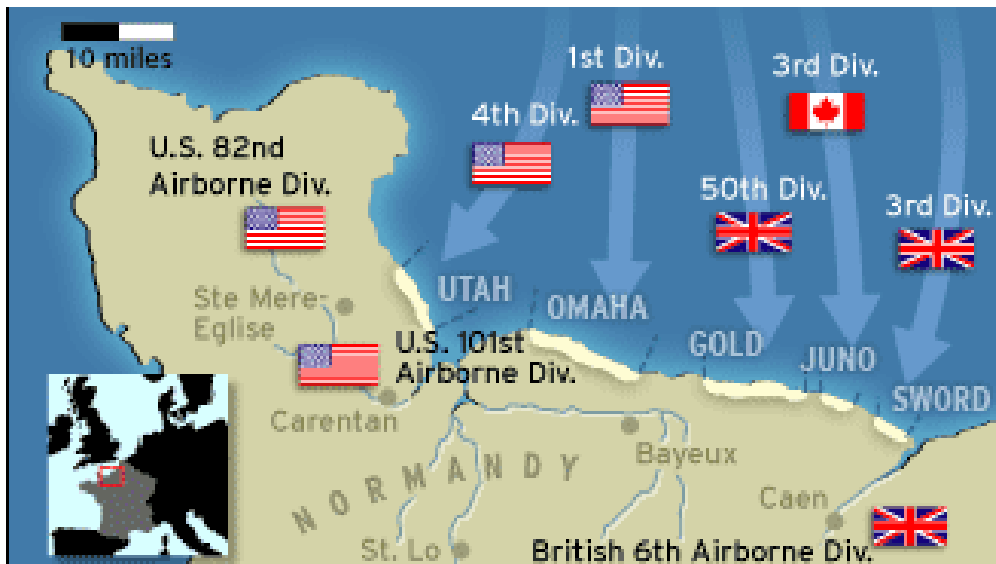 10 miles
1st Div.
3rd Div.
4th Div.
U.S. 82nd
Airborne Div.
50th Div.
3rd Div.
UTAH
OMAHA
Ste Mere-
Eglise
GOLD
JUNO
SWORD
U.S. 101st
Airborne Div.
Carentan
Bayeux
NORMANDY
Caen
St. Lo
British 6th Airborne Div.